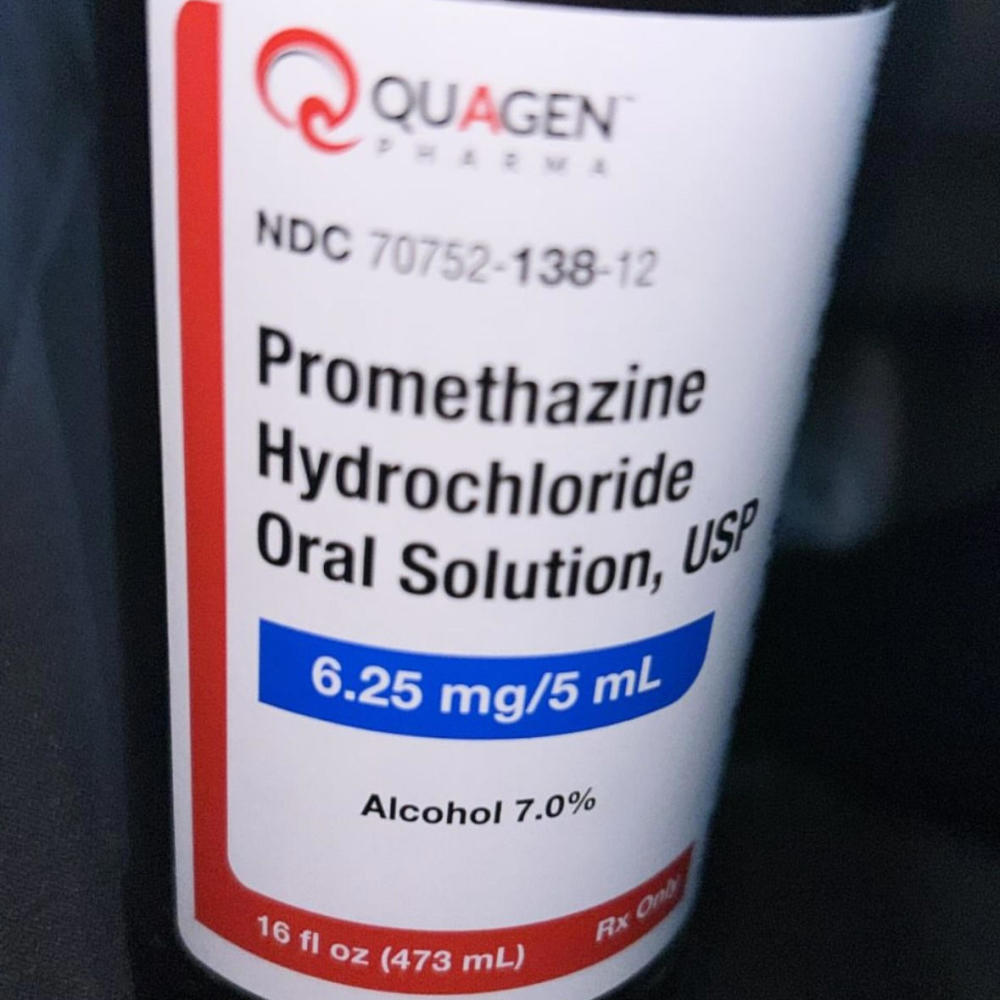 QUAGEN™
PHARMA
NDC 70752-138-12
Promethazine
Hydrochloride
Oral Solution, USP
6.25 mg/5 mL
Alcohol 7.0%
16 fl oz (473 mL) Rx Only